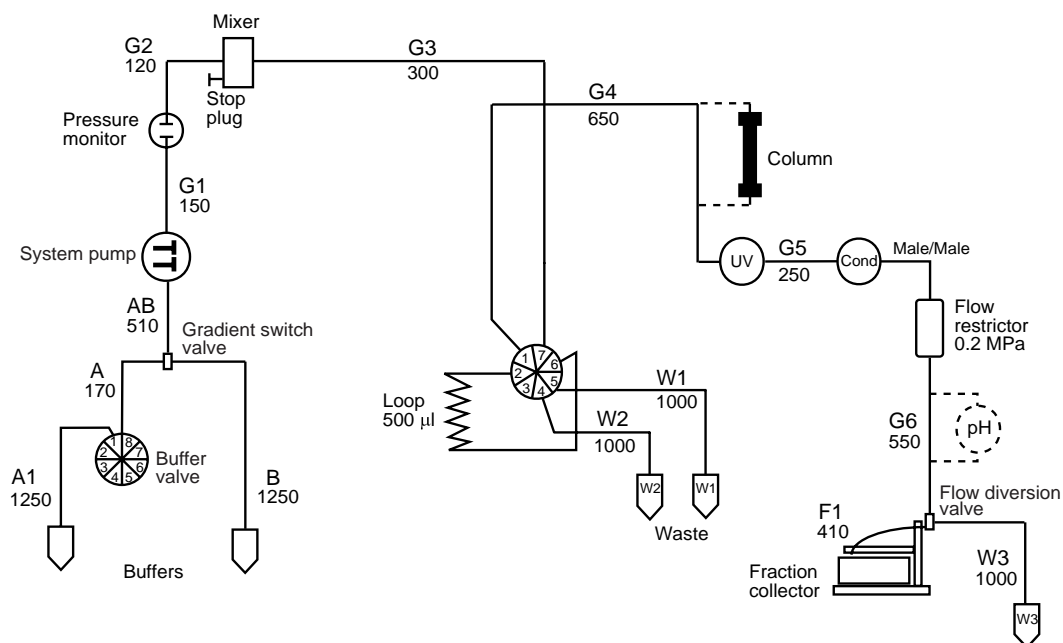 Mixer
G2
120
G3
300
Stop
plug
G4
650
Pressure
monitor
Column
G1
150
System pump
UV
G5
250
Cond
Male/Male
AB
510
Gradient switch
valve
Flow
restrictor
0.2 MPa
A
170
1
2
3
4
5
6
7
Loop
500 µl
W1
1000
W2
1000
G6
550
pH
1
2
3
4
5
6
7
8
Buffer
valve
A1
1250
B
1250
W2
W1
Waste
Flow diversion
valve
F1
410
Buffers
Fraction
collector
W3
1000
W3